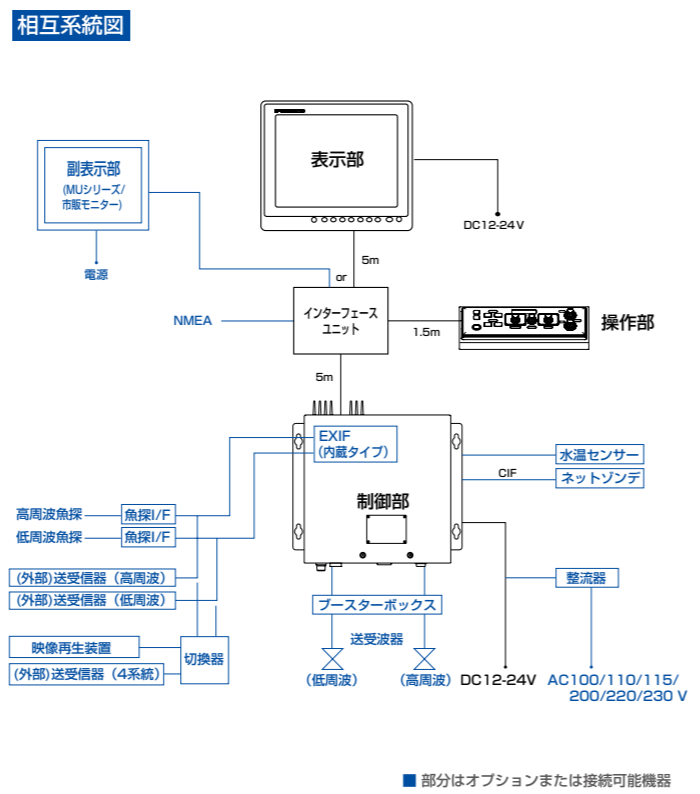 相互系統図
表示部
副表示部
(MUシリーズ/
市販モニター)
DC12-24V
5m
電源
or
インターフェース
ユニット
NMEA
1.5m
操作部
5m
EXIF
(内蔵タイプ)
水温センサー
CIF
ネットゾンデ
制御部
高周波魚探
魚探I/F
低周波魚探
魚探I/F
(外部)送受信器（高周波）
整流器
(外部)送受信器（低周波）
ブースターボックス
送受波器
映像再生装置
切換器
(外部)送受信器（4系統）
（低周波）
（高周波）
DC12-24V
AC100/110/115/
200/220/230 V
■ 部分はオプションまたは接続可能機器